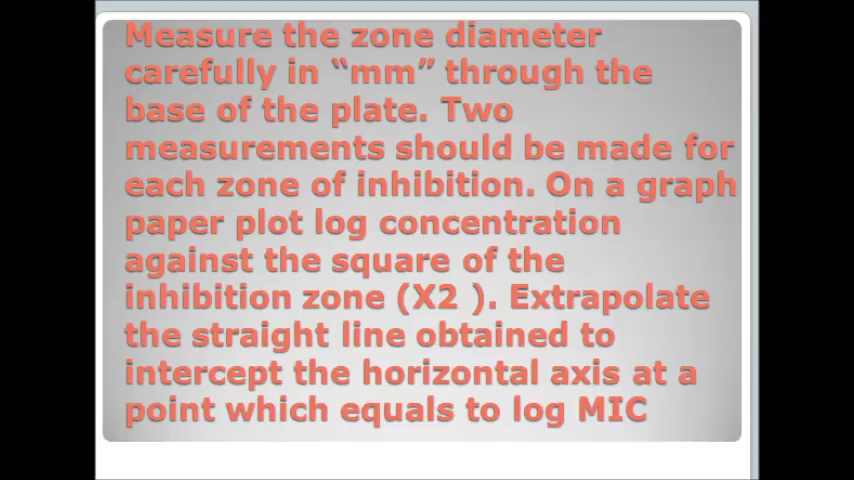 Measure the zone diameter
carefully in “mm” through the
base of the plate. Two
measurements should be made for
each zone of inhibition. On a graph
paper plot log concentration
against the square of the
inhibition zone (X2 ). Extrapolate
the straight line obtained to
intercept the horizontal axis at a
point which equals to log MIC